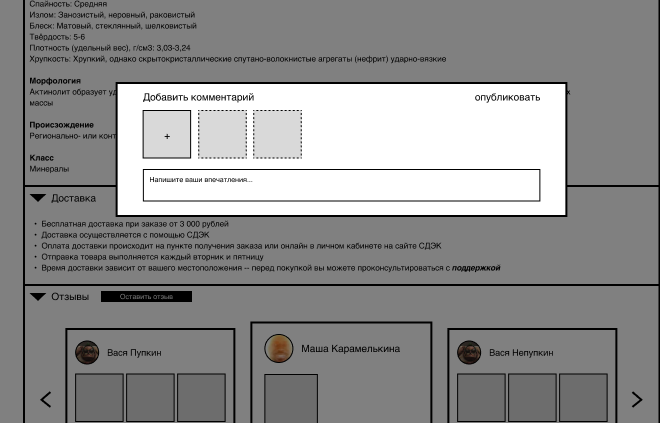 Спайность: Средняя
Излом: Занозистый, неровный, раковистый
Блеск: Матовый, стеклянный, шелковистый
Твёрдость: 5-6
Плотность (удельный вес), г/см3: 3,03-3,24
Хрупкость: Хрупкий, однако скрытокристаллические спутано-волокнистые агрегаты (нефрит) ударно-вязкие
Морфология
Актинолит образует
массы
Происхождение
Регионально- или
Класс
Минералы
Добавить комментарий
опубликовать
+
Напишите ваши впечатления...
Доставка
• Бесплатная доставка при заказе от 3 000 рублей
• Доставка осуществляется с помощью СДЭК
• Оплата доставки происходит на пункте получения заказа или онлайн в личном кабинете на сайте СДЭК
• Отправка товара выполняется каждый вторник и пятницу
• Время доставки зависит от вашего местоположения -- перед покупкой вы можете проконсультироваться с поддержкой
Отзывы
Оставить отзыв
Вася Пупкин
Маша Карамелькина
Вася Непупкин